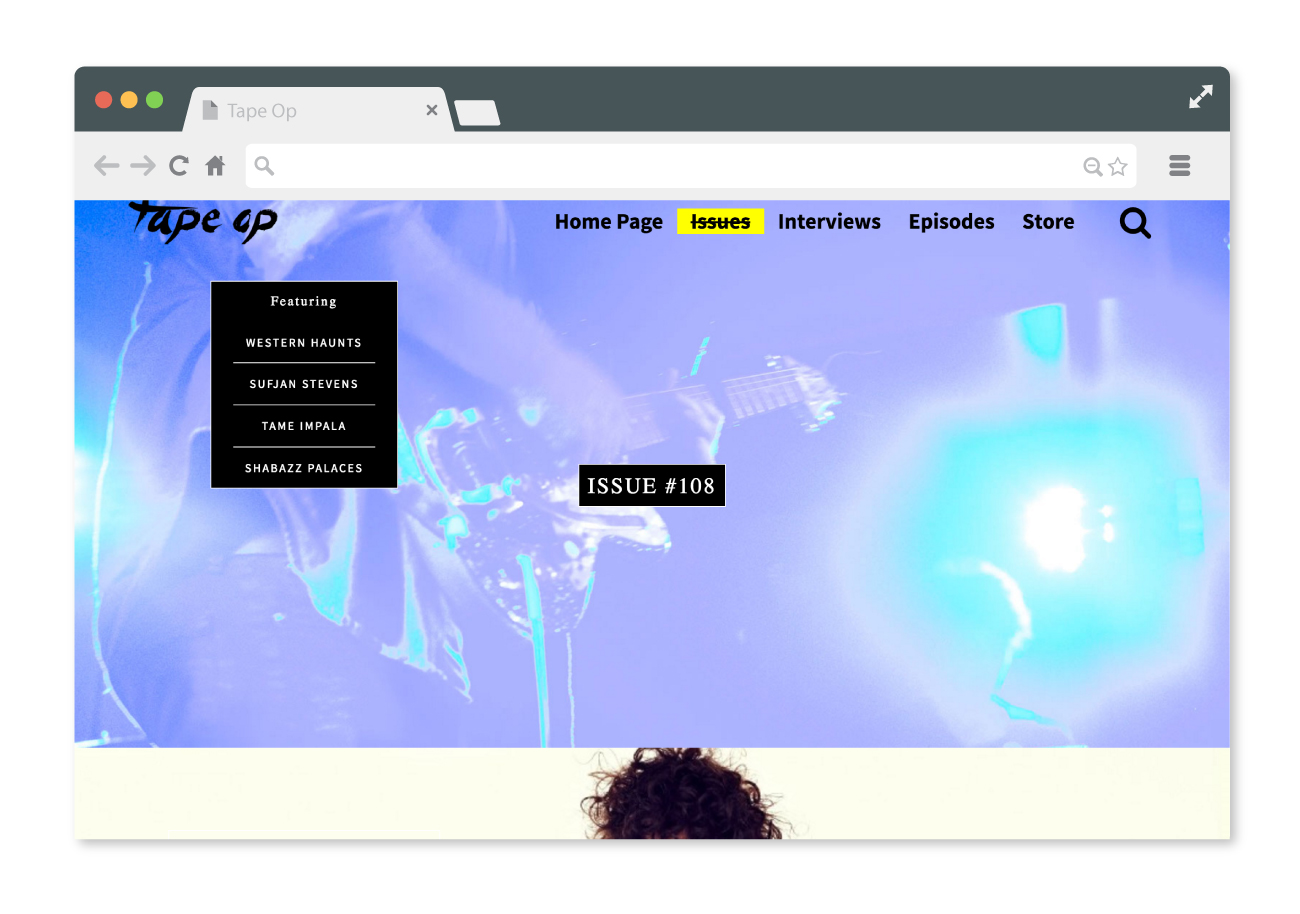 Tape Op
tape op
Home Page Issues Interviews Episodes Store
Featuring
WESTERN HAUNTS
SUFJAN STEVENS
TAME IMPALA
SHABAZZ PALACES
ISSUE #108